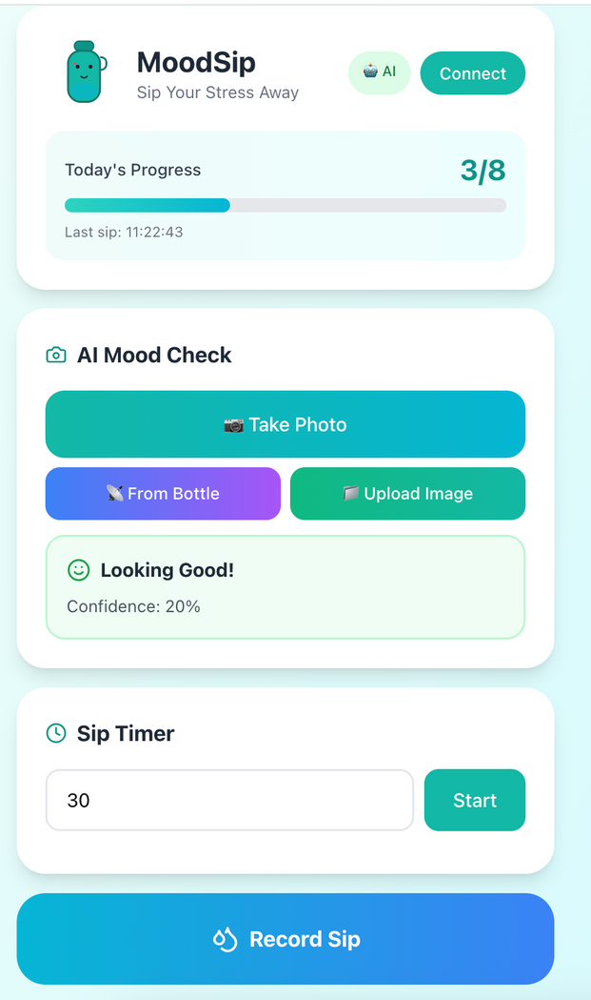 MoodSip
Sip Your Stress Away
🤖 AI
Connect
Today's Progress
3/8
Last sip: 11:22:43
AI Mood Check
📷 Take Photo
📡 From Bottle
📁 Upload Image
Looking Good!
Confidence: 20%
Sip Timer
30
Start
Record Sip